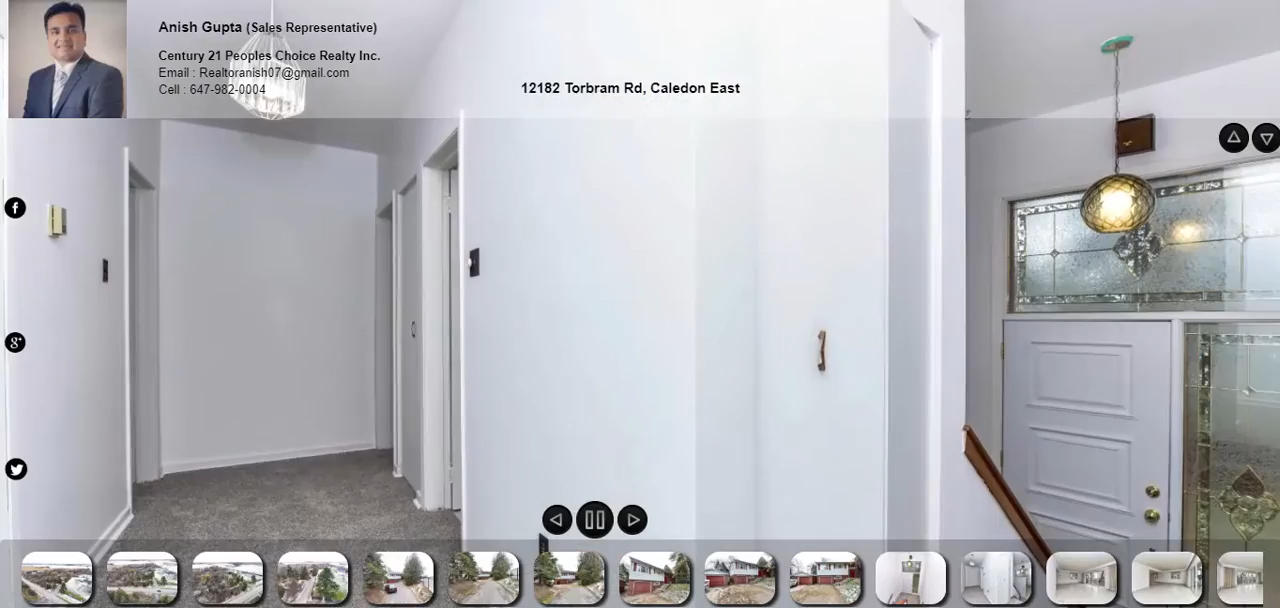 Anish Gupta (Sales Representative)
Century 21 Peoples Choice Realty Inc.
Email : Realtoranish07@gmail.com
Cell : 647-982-0004
12182 Torbram Rd, Caledon East